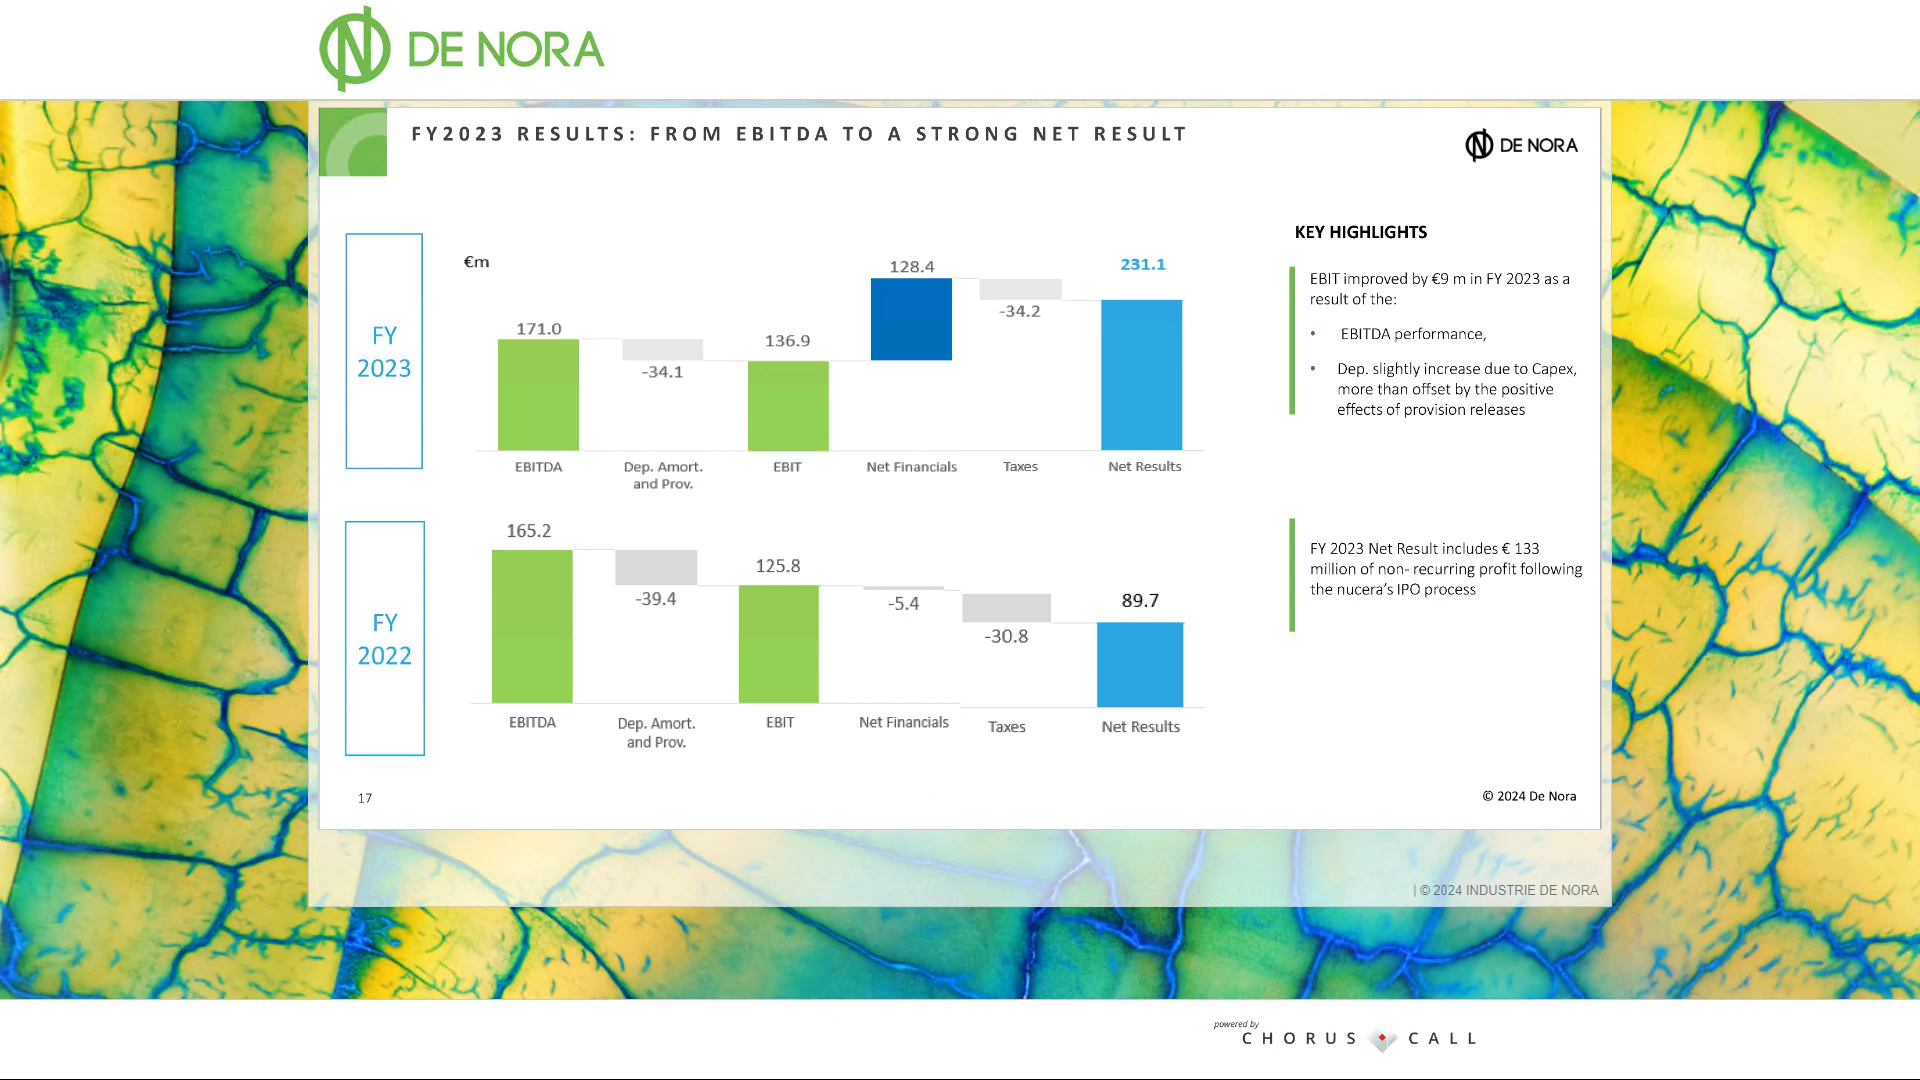 DE NORA
FY2023 RESULTS: FROM EBITDA TO A STRONG NET RESULT
DE NORA
FY
2023
€m
171.0
-34.1
136.9
128.4
-34.2
231.1
EBITDA
Dep. Amort.
and Prov.
EBIT
Net Financials
Taxes
Net Results
FY
2022
165.2
-39.4
125.8
-5.4
-30.8
89.7
EBITDA
Dep. Amort.
and Prov.
EBIT
Net Financials
Taxes
Net Results
KEY HIGHLIGHTS
EBIT improved by €9 m in FY 2023 as a
result of the:
• EBITDA performance,
• Dep. slightly increase due to Capex,
more than offset by the positive
effects of provision releases
FY 2023 Net Result includes € 133
million of non- recurring profit following
the nucera's IPO process
17
© 2024 De Nora
| © 2024 INDUSTRIE DE NORA
powered by
CHORUS CALL